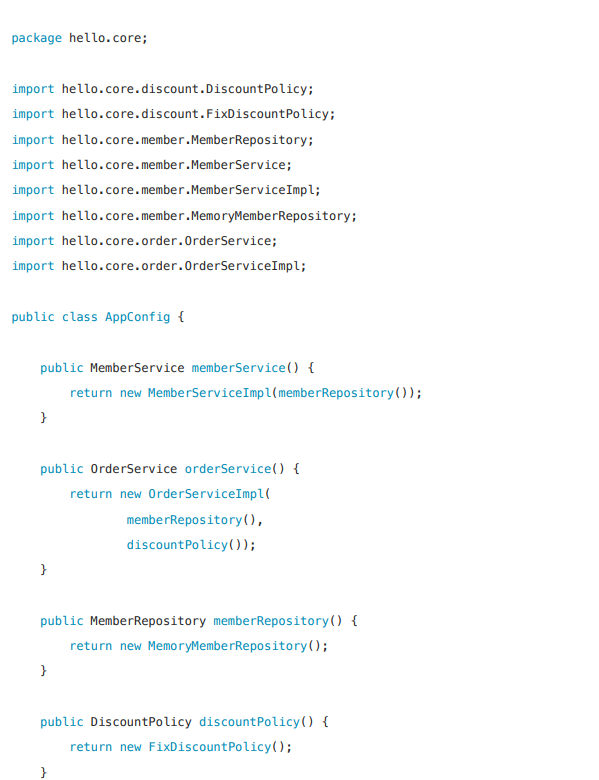 package hello.core;
import hello.core.discount.DiscountPolicy;
import hello.core.discount.FixDiscountPolicy;
import hello.core.member.MemberRepository;
import hello.core.member.MemberService;
import hello.core.member.MemberServiceImpl;
import hello.core.member.MemoryMemberRepository;
import hello.core.order.OrderService;
import hello.core.order.OrderServiceImpl;
public class AppConfig {
    public MemberService memberService() {
        return new MemberServiceImpl(memberRepository());
    }
    public OrderService orderService() {
        return new OrderServiceImpl(
                memberRepository(),
                discountPolicy());
    }
    public MemberRepository memberRepository() {
        return new MemoryMemberRepository();
    }
    public DiscountPolicy discountPolicy() {
        return new FixDiscountPolicy();
    }